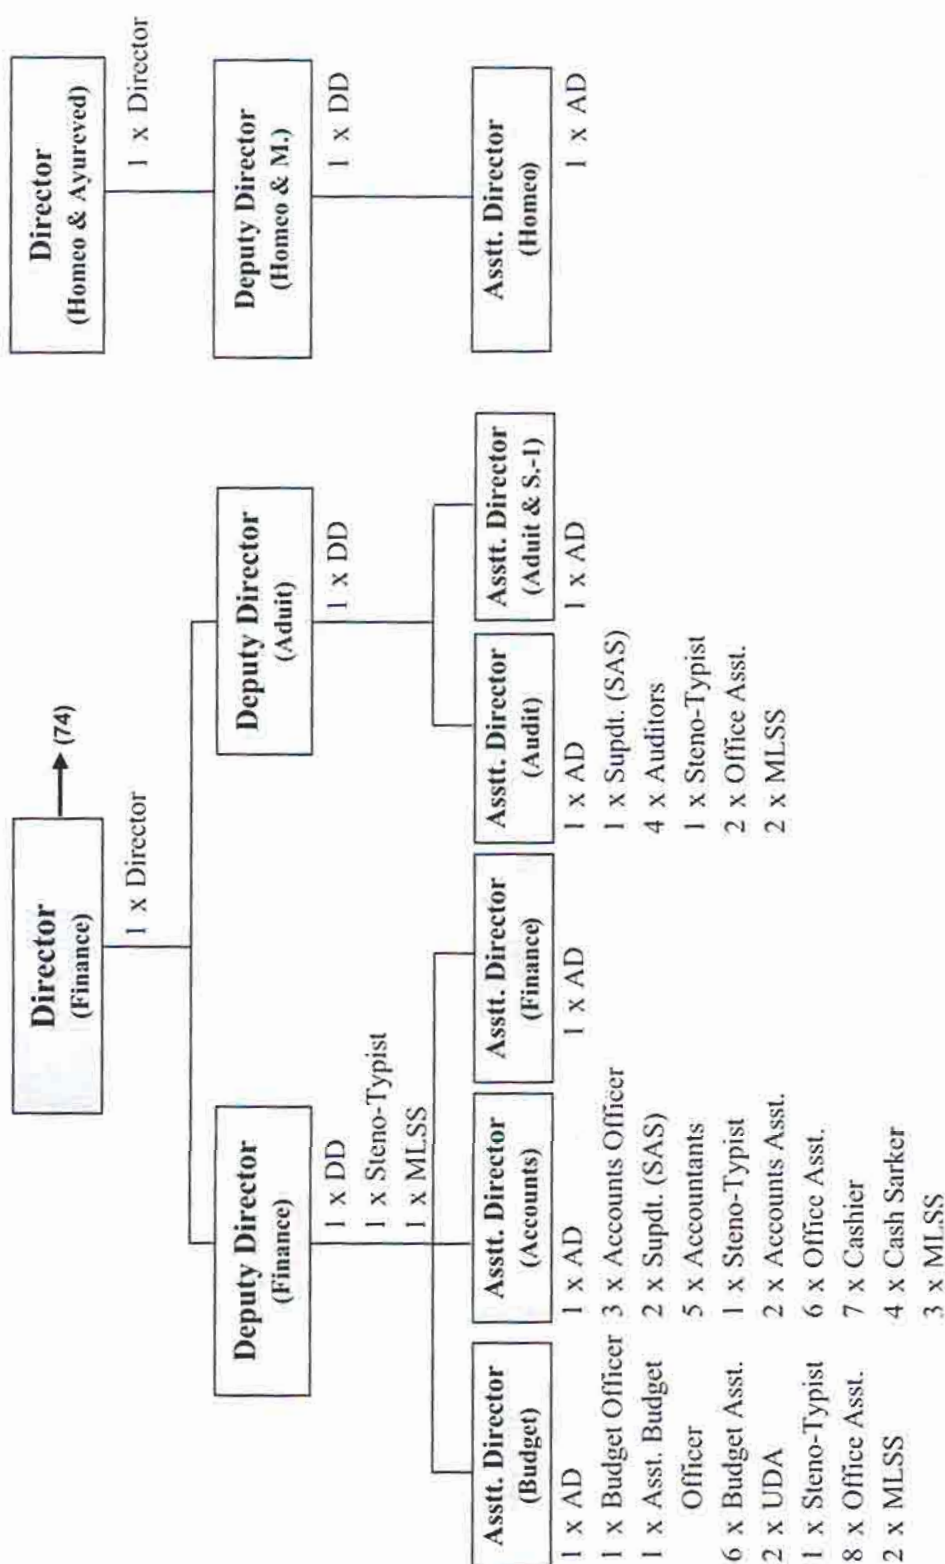 Director
(Finance)
(74)
1 x Director
Deputy Director
(Finance)
1 x DD
1 x Steno-Typist
1 x MLSS
Asstt. Director
(Budget)
1 x AD
1 x Budget Officer
1 x Asst. Budget
Officer
6 x Budget Asst.
2 x UDA
1 x Steno-Typist
8 x Office Asst.
2 x MLSS
Asstt. Director
(Accounts)
1 x AD
3 x Accounts Officer
2 x Supdt. (SAS)
5 x Accountants
1 x Steno-Typist
2 x Accounts Asst.
6 x Office Asst.
7 x Cashier
4 x Cash Sarker
3 x MLSS
Asstt. Director
(Finance)
1 x AD
Deputy Director
(Aduit)
1 x DD
Asstt. Director
(Audit)
1 x AD
1 x Supdt. (SAS)
4 x Auditors
1 x Steno-Typist
2 x Office Asst.
2 x MLSS
Asstt. Director
(Aduit & S.-I)
1 x AD
Director
(Homeo & Ayureved)
1 x Director
Deputy Director
(Homeo & M.)
1 x DD
Asstt. Director
(Homeo)
1 x AD